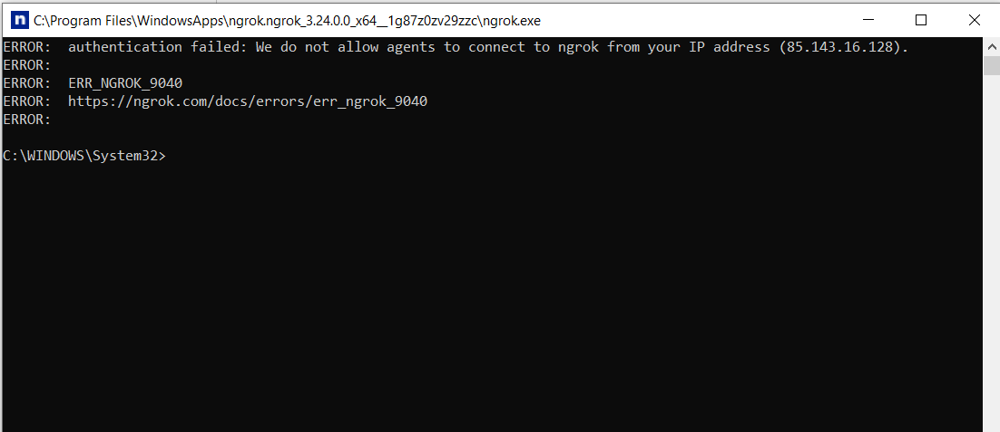 n C:\Program Files\WindowsApps\ngrok.ngrok_3.24.0.0_x64__1g87z0zv29zzc\ngrok.exe
ERROR:  authentication failed: We do not allow agents to connect to ngrok from your IP address (85.143.16.128).
ERROR:
ERROR:  ERR_NGROK_9040
ERROR:  https://ngrok.com/docs/errors/err_ngrok_9040
ERROR:
C:\WINDOWS\System32>